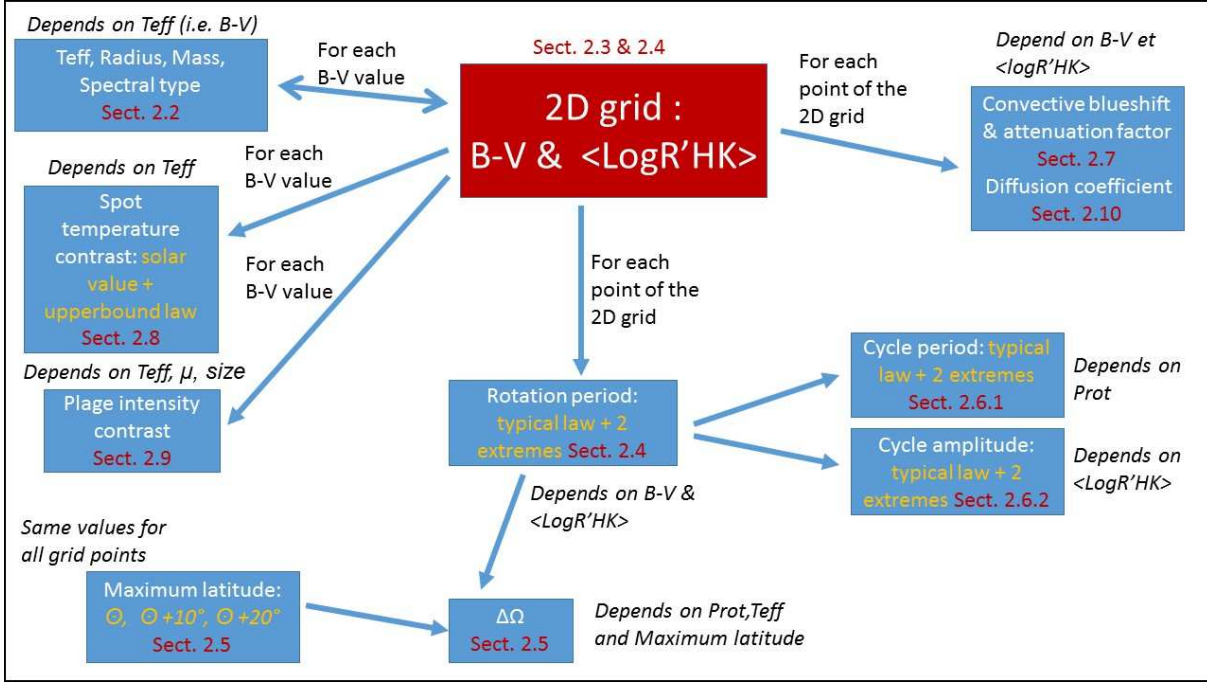 Depends on Teff (i.e. B-V)
Teff, Radius, Mass,
Spectral type
Sect. 2.2
For each
B-V value
Sect. 2.3 & 2.4
2D grid :
B-V & <LogR'HK>
For each
point of the
2D grid
Depend on B-V et
<logR'HK>
Convective blueshift
& attenuation factor
Sect. 2.7
Diffusion coefficient
Sect. 2.10
Depends on Teff
Spot
temperature
contrast: solar
value +
upperbound law
Sect. 2.8
For each
B-V value
For each
B-V value
Depends on Teff, μ, size
Plage intensity
contrast
Sect. 2.9
For each
point of the
2D grid
Rotation period:
typical law + 2
extremes Sect. 2.4
Cycle period: typical
law + 2 extremes
Sect. 2.6.1
Depends on
Prot
Cycle amplitude:
typical law + 2
extremes Sect. 2.6.2
Depends on
<LogR'HK>
Depends on B-V &
<LogR'HK>
Same values for
all grid points
Maximum latitude:
ʘ, ʘ +10°, ʘ +20°
Sect. 2.5
ΔΩ
Sect. 2.5
Depends on Prot,Teff
and Maximum latitude